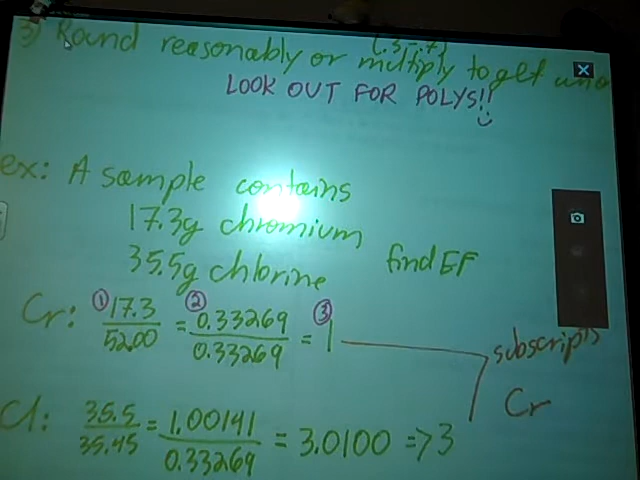 3) Round reasonably or multiply to get
LOOK OUT FOR POLYS!!
ex: A sample contains
17.3g chromium
35.5g chlorine find EF
Cr: ① 17.3 / 52.00 = ② 0.33269 / 0.33269 = ③ 1
subscripts
Cr
Cl: 35.5 / 35.45 = 1.00141 / 0.33269 = 3.0100 => 3